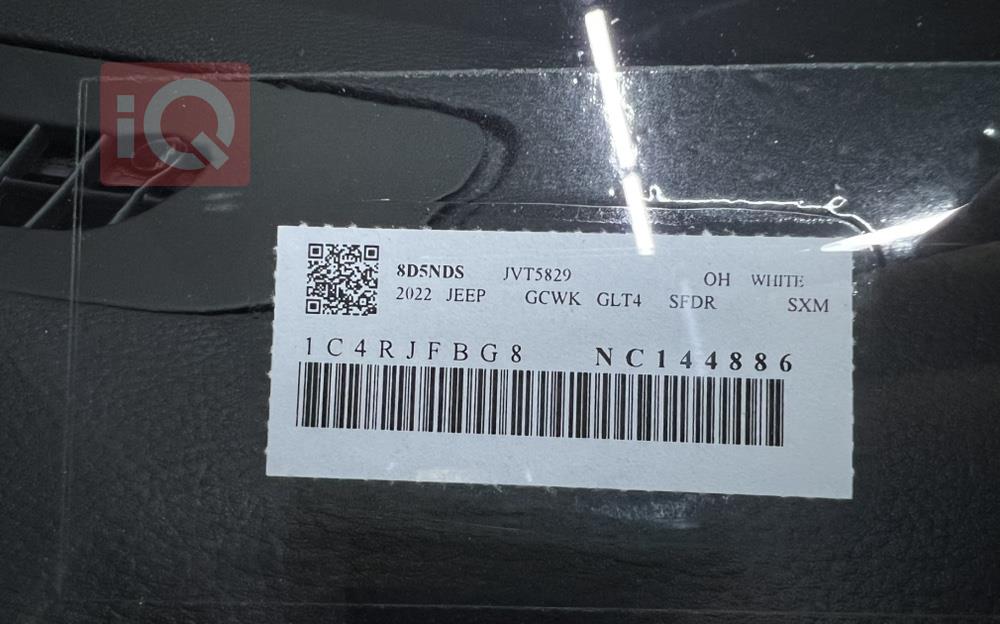 iQ
8D5NDS JVT5829 OH WHITE
2022 JEEP GCWK GLT4 SFDR SXM
1C4RJFBG8 NC144886